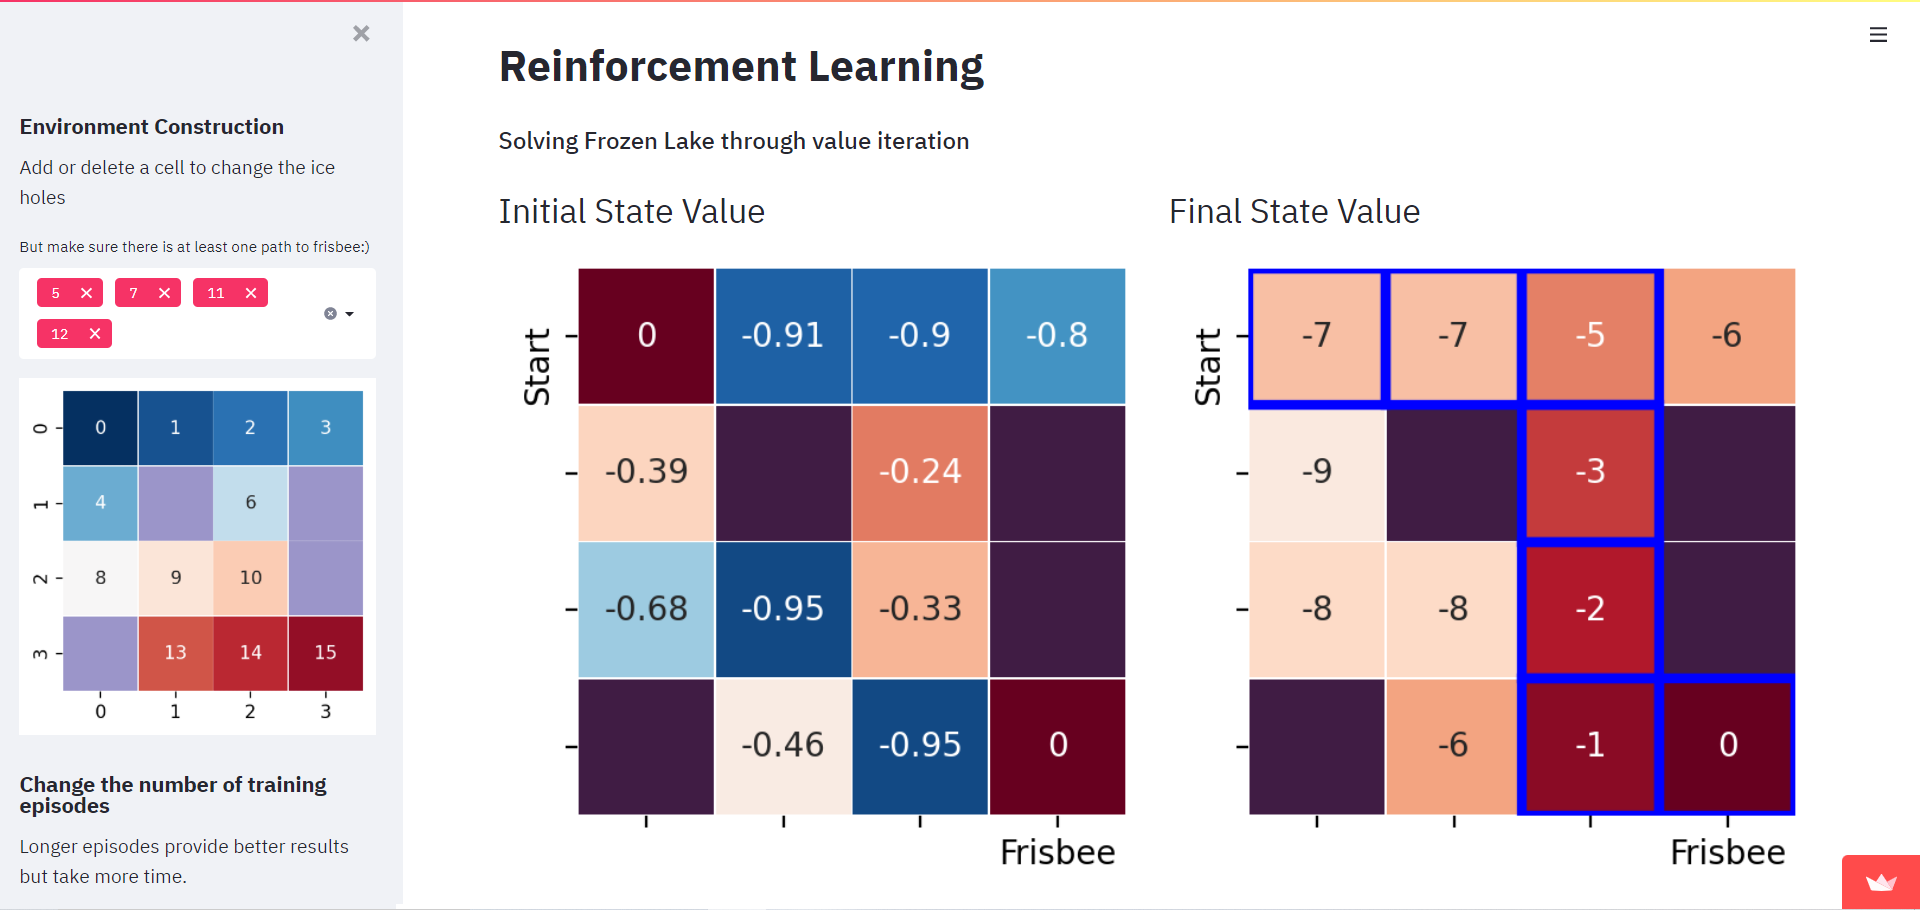 Environment Construction
Add or delete a cell to change the ice
holes
But make sure there is at least one path to frisbee:)
5 7 11
12
0 0 1 2 3
1 4 6
2 8 9 10
3 13 14 15
0 1 2 3
Change the number of training
episodes
Longer episodes provide better results
but take more time.
Reinforcement Learning
Solving Frozen Lake through value iteration
Initial State Value
Start 0 -0.91 -0.9 -0.8
-0.39 -0.24
-0.68 -0.95 -0.33
-0.46 -0.95 0
Frisbee
Final State Value
Start -7 -7 -5 -6
-9 -3
-8 -8 -2
-6 -1 0
Frisbee